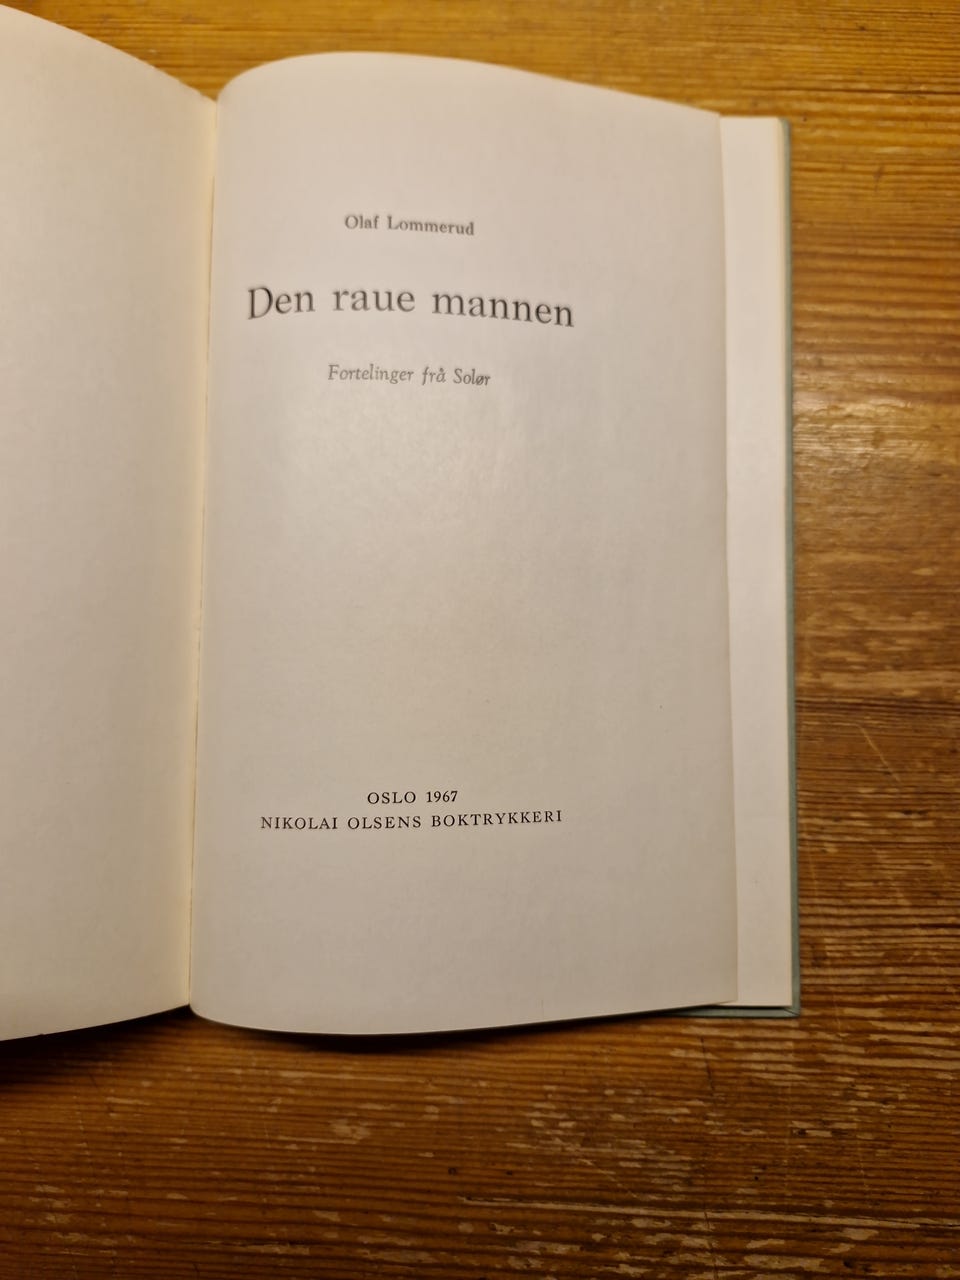 Olaf Lommerud
Den raue mannen
Fortelinger frå Solør
OSLO 1967
NIKOLAI OLSENS BOKTRYKKERI